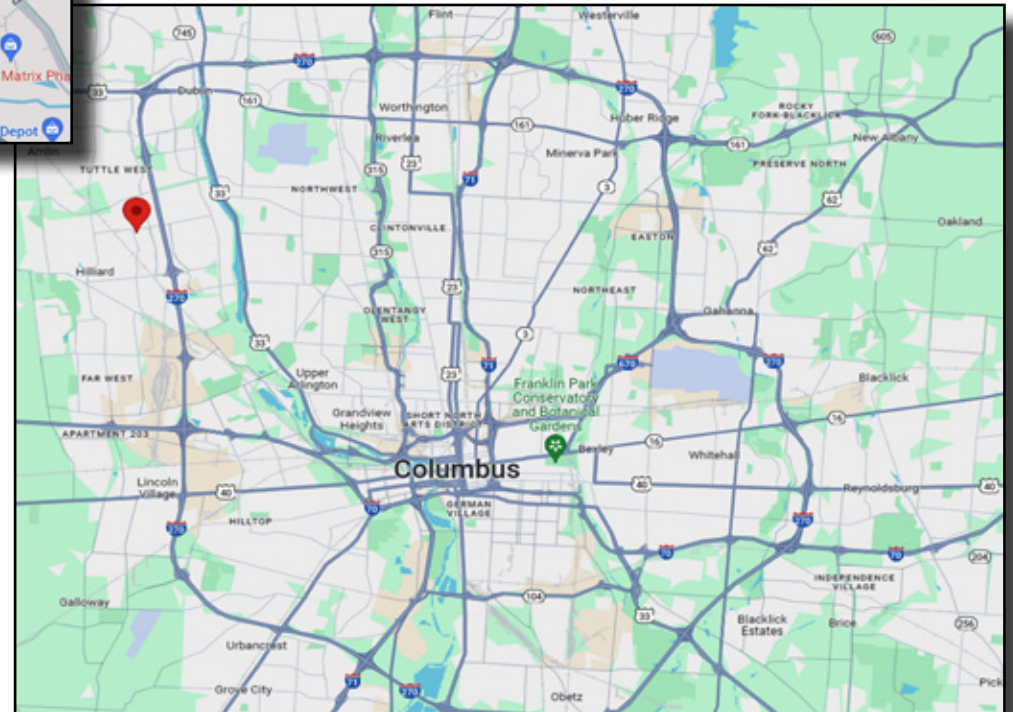 Matrix Pha
Depot
Flint
Westerville
745
605
270
33
Dublin
270
161
Worthington
ROCKY
FORK-BLACKLICK
Huber Ridge
161
Riverlea
161
New Albany
Amlin
Minerva Park
TUTTLE WEST
23
PRESERVE NORTH
315
71
NORTHWEST
33
3
62
CLINTONVILLE
Oakland
EASTON
62
315
Hilliard
23
NORTHEAST
270
OLENTANGY
WEST
Gahanna
3
33
71
670
270
23
FAR WEST
Upper
Arlington
Blacklick
Franklin Park
Conservatory
and Botanical
Gardens
Grandview
Heights
SHORT NORTH
ARTS DISTRICT
16
APARTMENT 203
16
Bexley
Whitehall
Columbus
Lincoln
Village
40
40
Reynoldsburg
40
GERMAN
VILLAGE
70
HILLTOP
270
270
70
70
204
INDEPENDENCE
VILLAGE
104
Galloway
33
Blacklick
Estates
Brice
256
Urbancrest
71
Grove City
270
Obetz
Pick